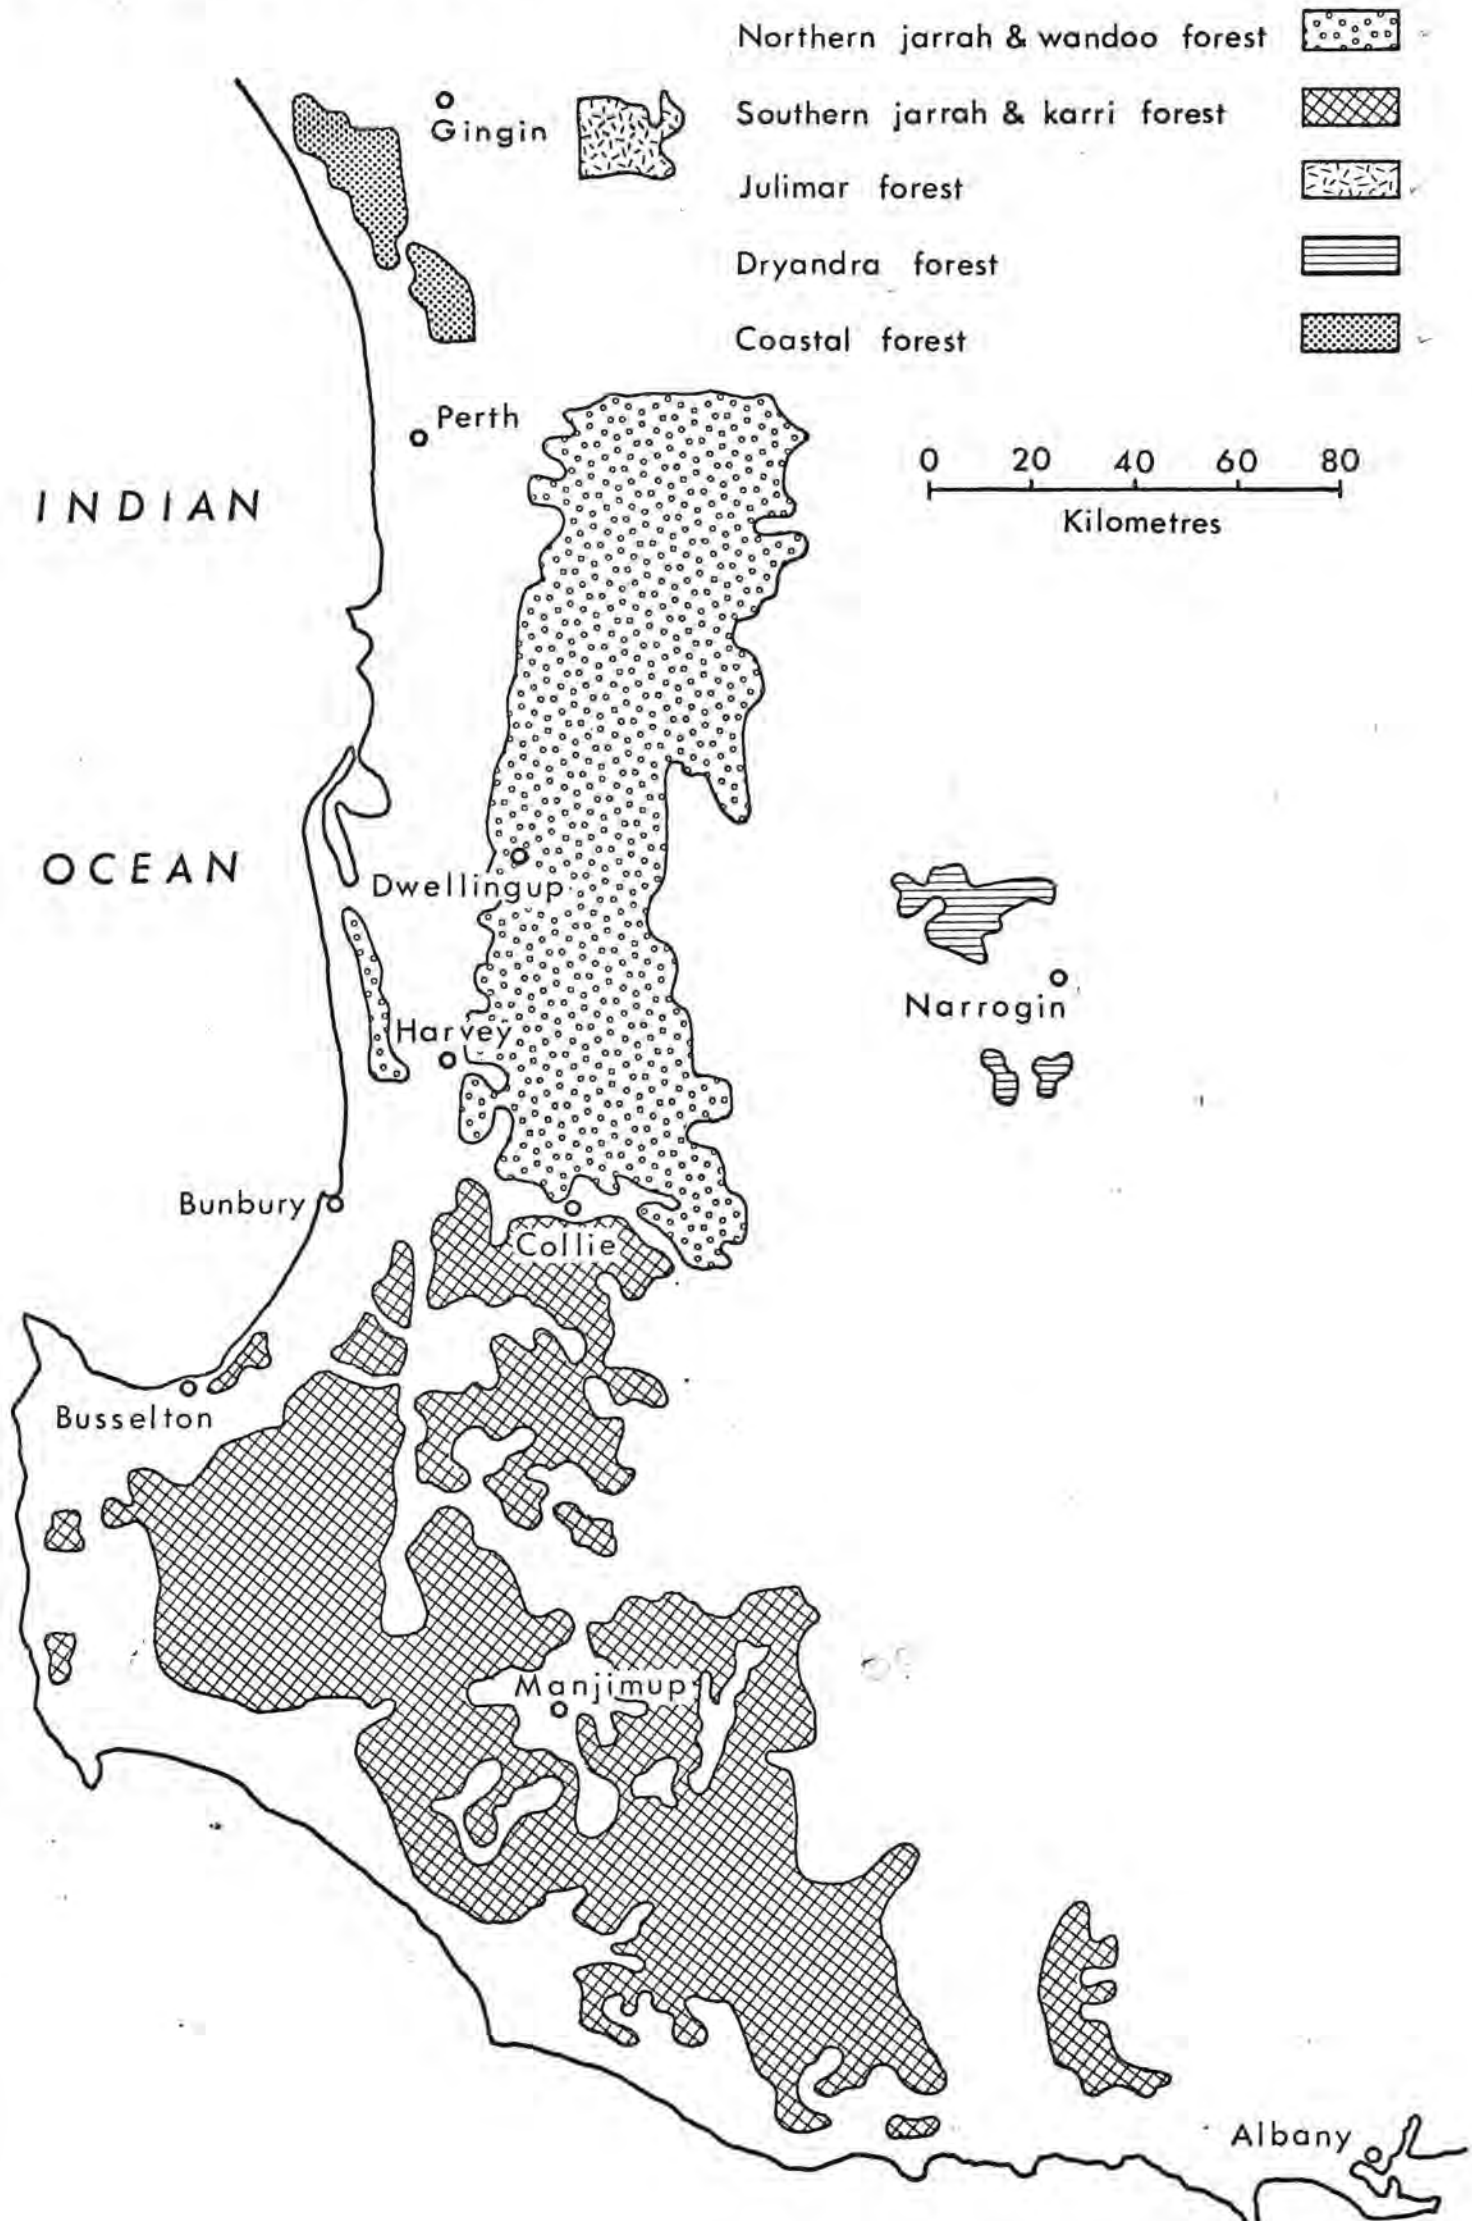 Northern jarrah & wandoo forest
Southern jarrah & karri forest
Julimar forest
Dryandra forest
Coastal forest
Gingin
Perth
0 20 40 60 80
Kilometres
INDIAN
OCEAN
Dwellingup
Narrogin
Harvey
Bunbury
Collie
Busselton
Manjimup
Albany